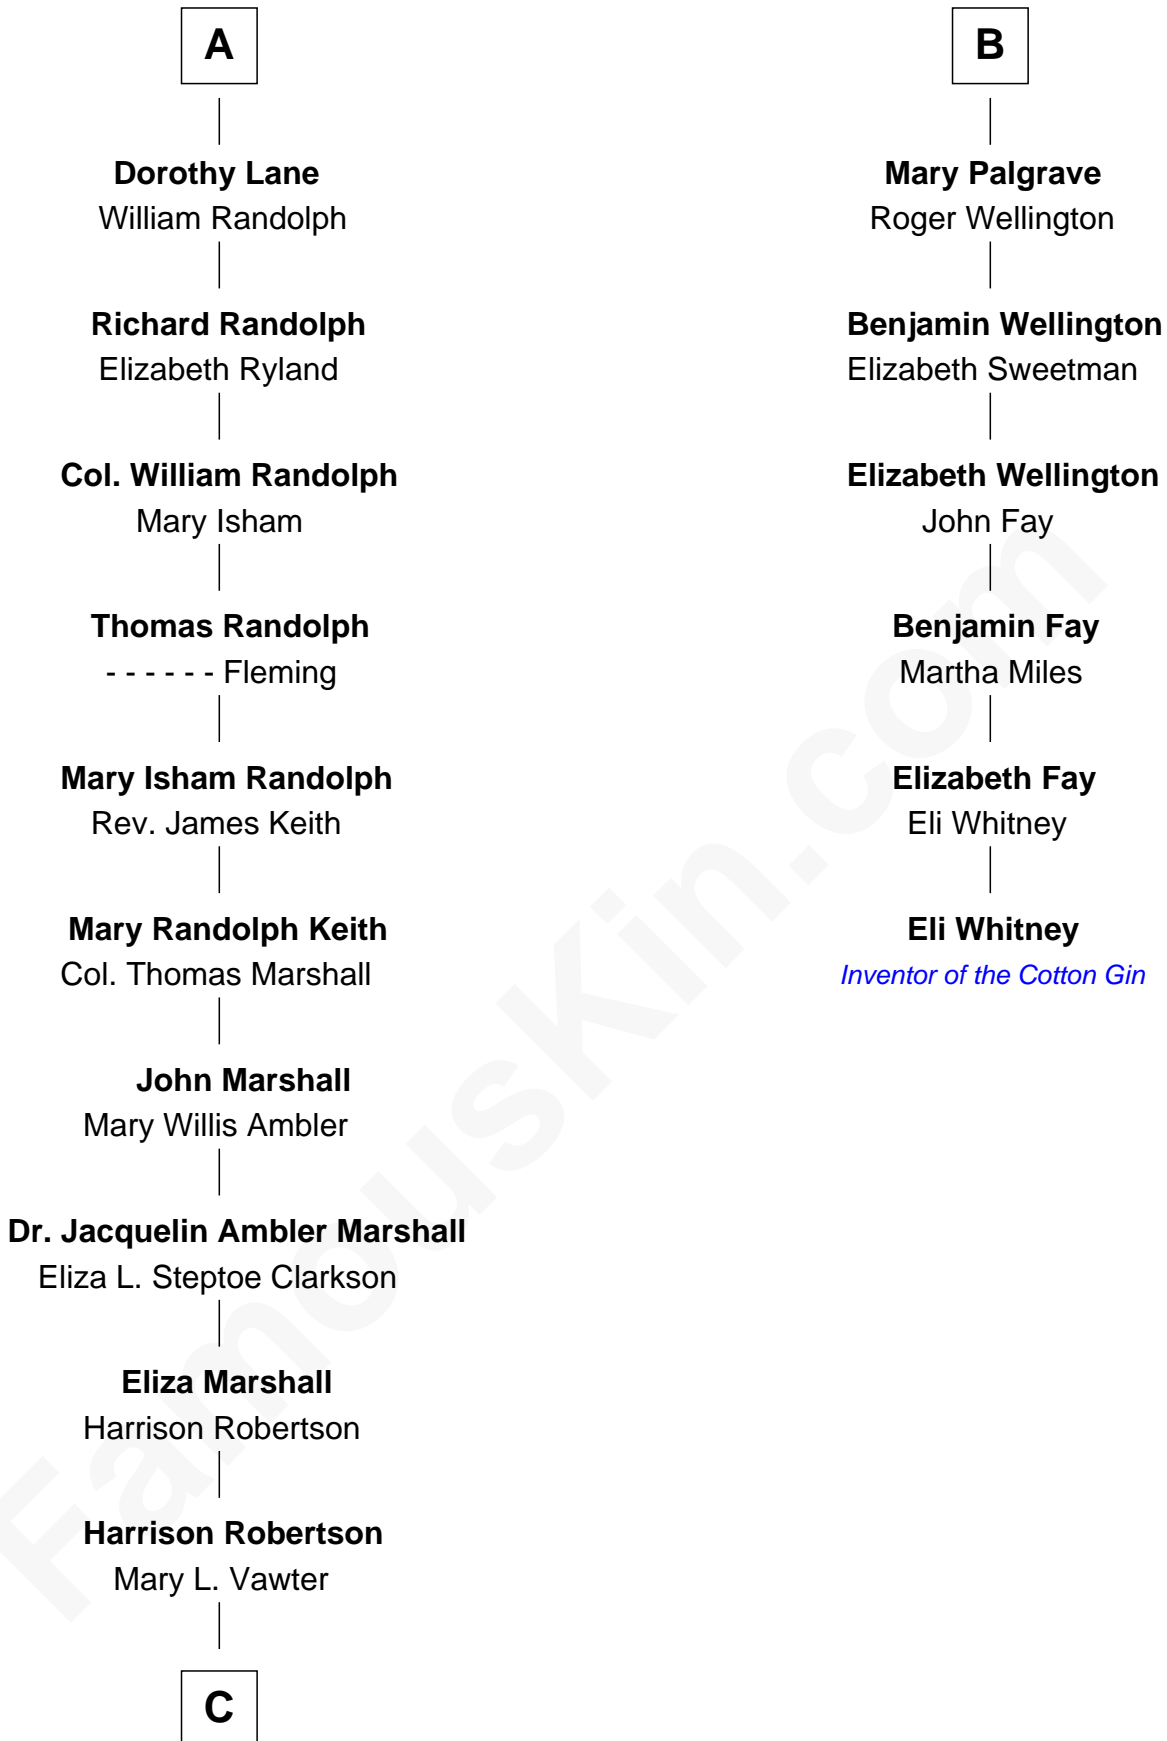 A
Dorothy Lane
William Randolph
Richard Randolph
Elizabeth Ryland
Col. William Randolph
Mary Isham
Thomas Randolph
- - - - - - Fleming
Mary Isham Randolph
Rev. James Keith
Mary Randolph Keith
Col. Thomas Marshall
John Marshall
Mary Willis Ambler
Dr. Jacquelin Ambler Marshall
Eliza L. Steptoe Clarkson
Eliza Marshall
Harrison Robertson
Harrison Robertson
Mary L. Vawter
C
B
Mary Palgrave
Roger Wellington
Benjamin Wellington
Elizabeth Sweetman
Elizabeth Wellington
John Fay
Benjamin Fay
Martha Miles
Elizabeth Fay
Eli Whitney
Eli Whitney
Inventor of the Cotton Gin
FamousKin.com